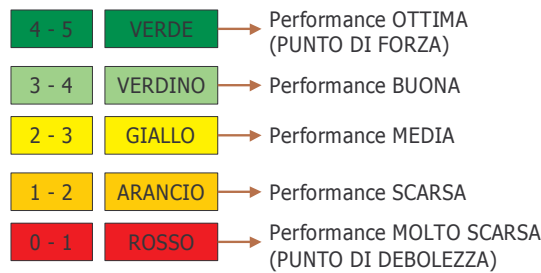 4 - 5 VERDE Performance OTTIMA
(PUNTO DI FORZA)
3 - 4 VERDINO Performance BUONA
2 - 3 GIALLO Performance MEDIA
1 - 2 ARANCIO Performance SCARSA
0 - 1 ROSSO Performance MOLTO SCARSA
(PUNTO DI DEBOLEZZA)